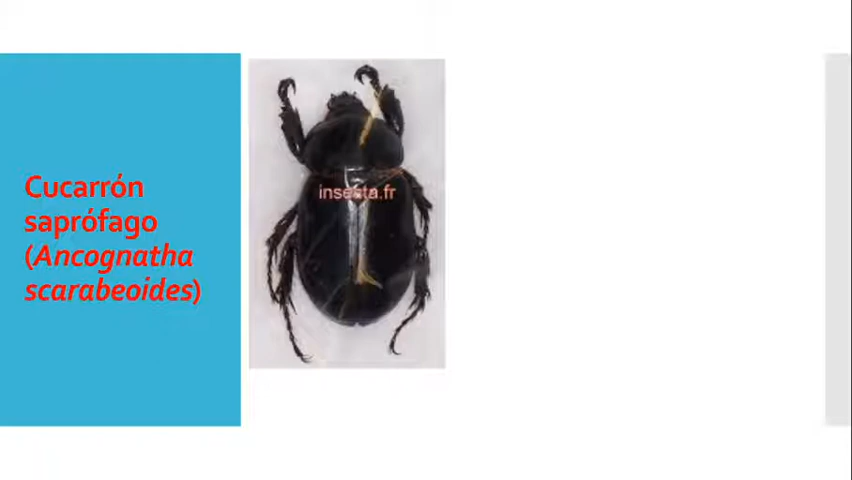 Cucarrón
saprófago
(Ancognatha
scarabeoides)
insecta.fr